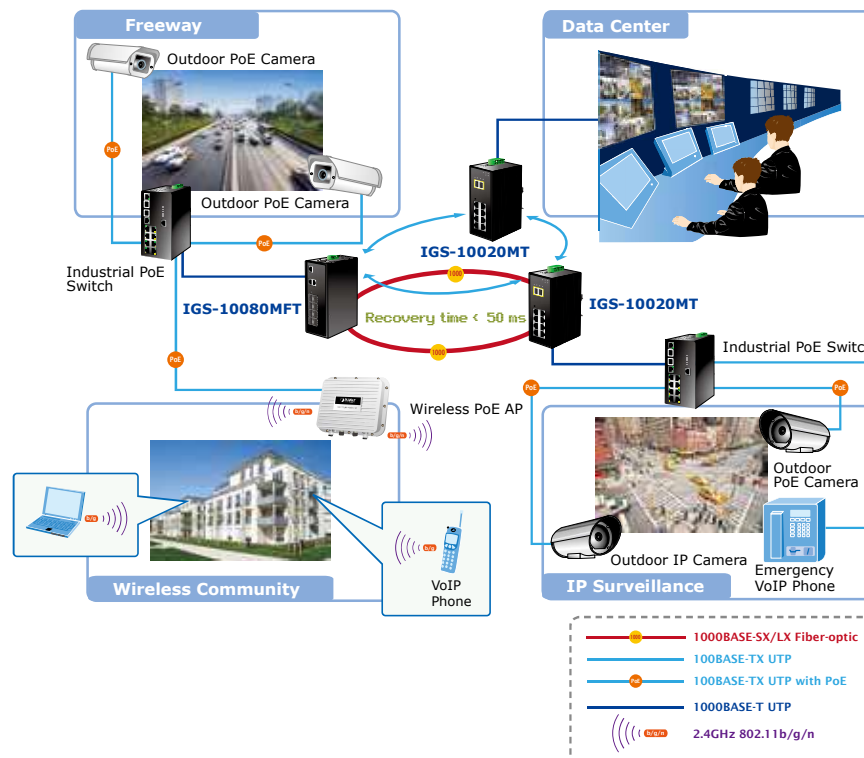 Freeway
Outdoor PoE Camera
PoE
Outdoor PoE Camera
PoE
Industrial PoE
Switch
Data Center
IGS-10020MT
IGS-10080MFT
1000
Recovery time < 50 ms
1000
IGS-10020MT
PoE
Industrial PoE Switc
PoE
PoE
b/g/n
Wireless PoE AP
b/g/n
b/g
b/g
VoIP
Phone
Wireless Community
Outdoor
PoE Camera
Outdoor IP Camera
Emergency
VoIP Phone
IP Surveillance
1000
1000BASE-SX/LX Fiber-optic
100BASE-TX UTP
PoE
100BASE-TX UTP with PoE
1000BASE-T UTP
b/g/n
2.4GHz 802.11b/g/n